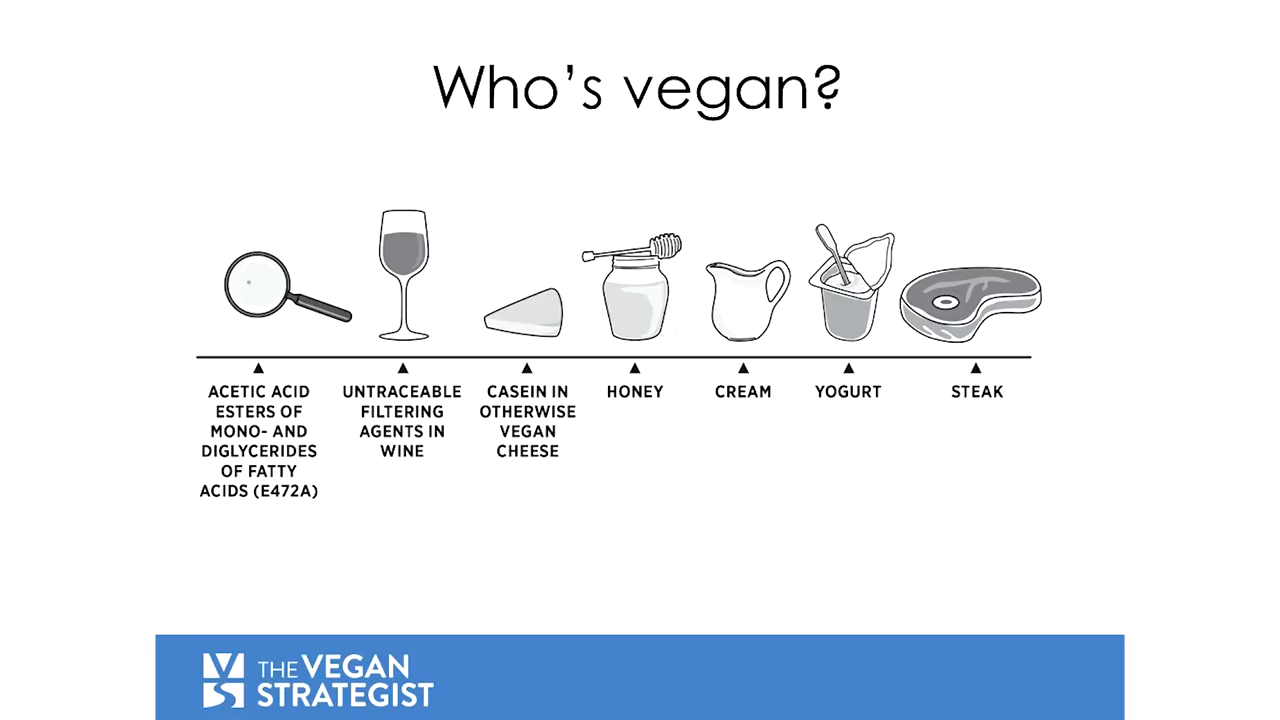 Who's vegan?
ACETIC ACID
ESTERS OF
MONO- AND
DIGLYCERIDES
OF FATTY
ACIDS (E472A)
UNTRACEABLE
FILTERING
AGENTS IN
WINE
CASEIN IN
OTHERWISE
VEGAN
CHEESE
HONEY
CREAM
YOGURT
STEAK
THE VEGAN
STRATEGIST